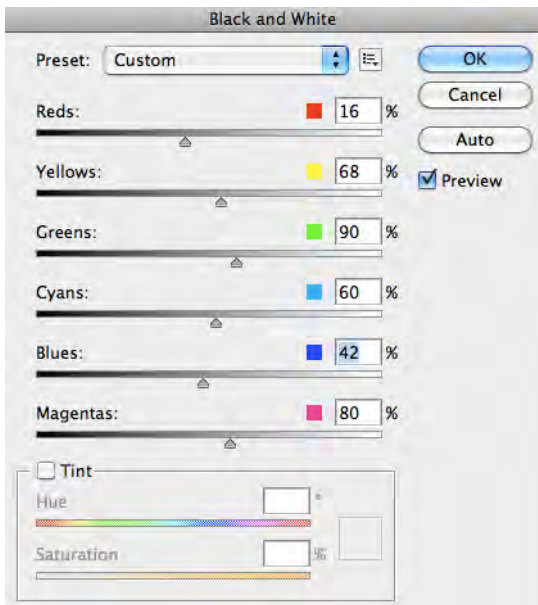 Black and White
Preset: Custom
OK
Cancel
Auto
Preview
Reds: 16 %
Yellows: 68 %
Greens: 90 %
Cyans: 60 %
Blues: 42 %
Magentas: 80 %
Tint
Hue °
Saturation %